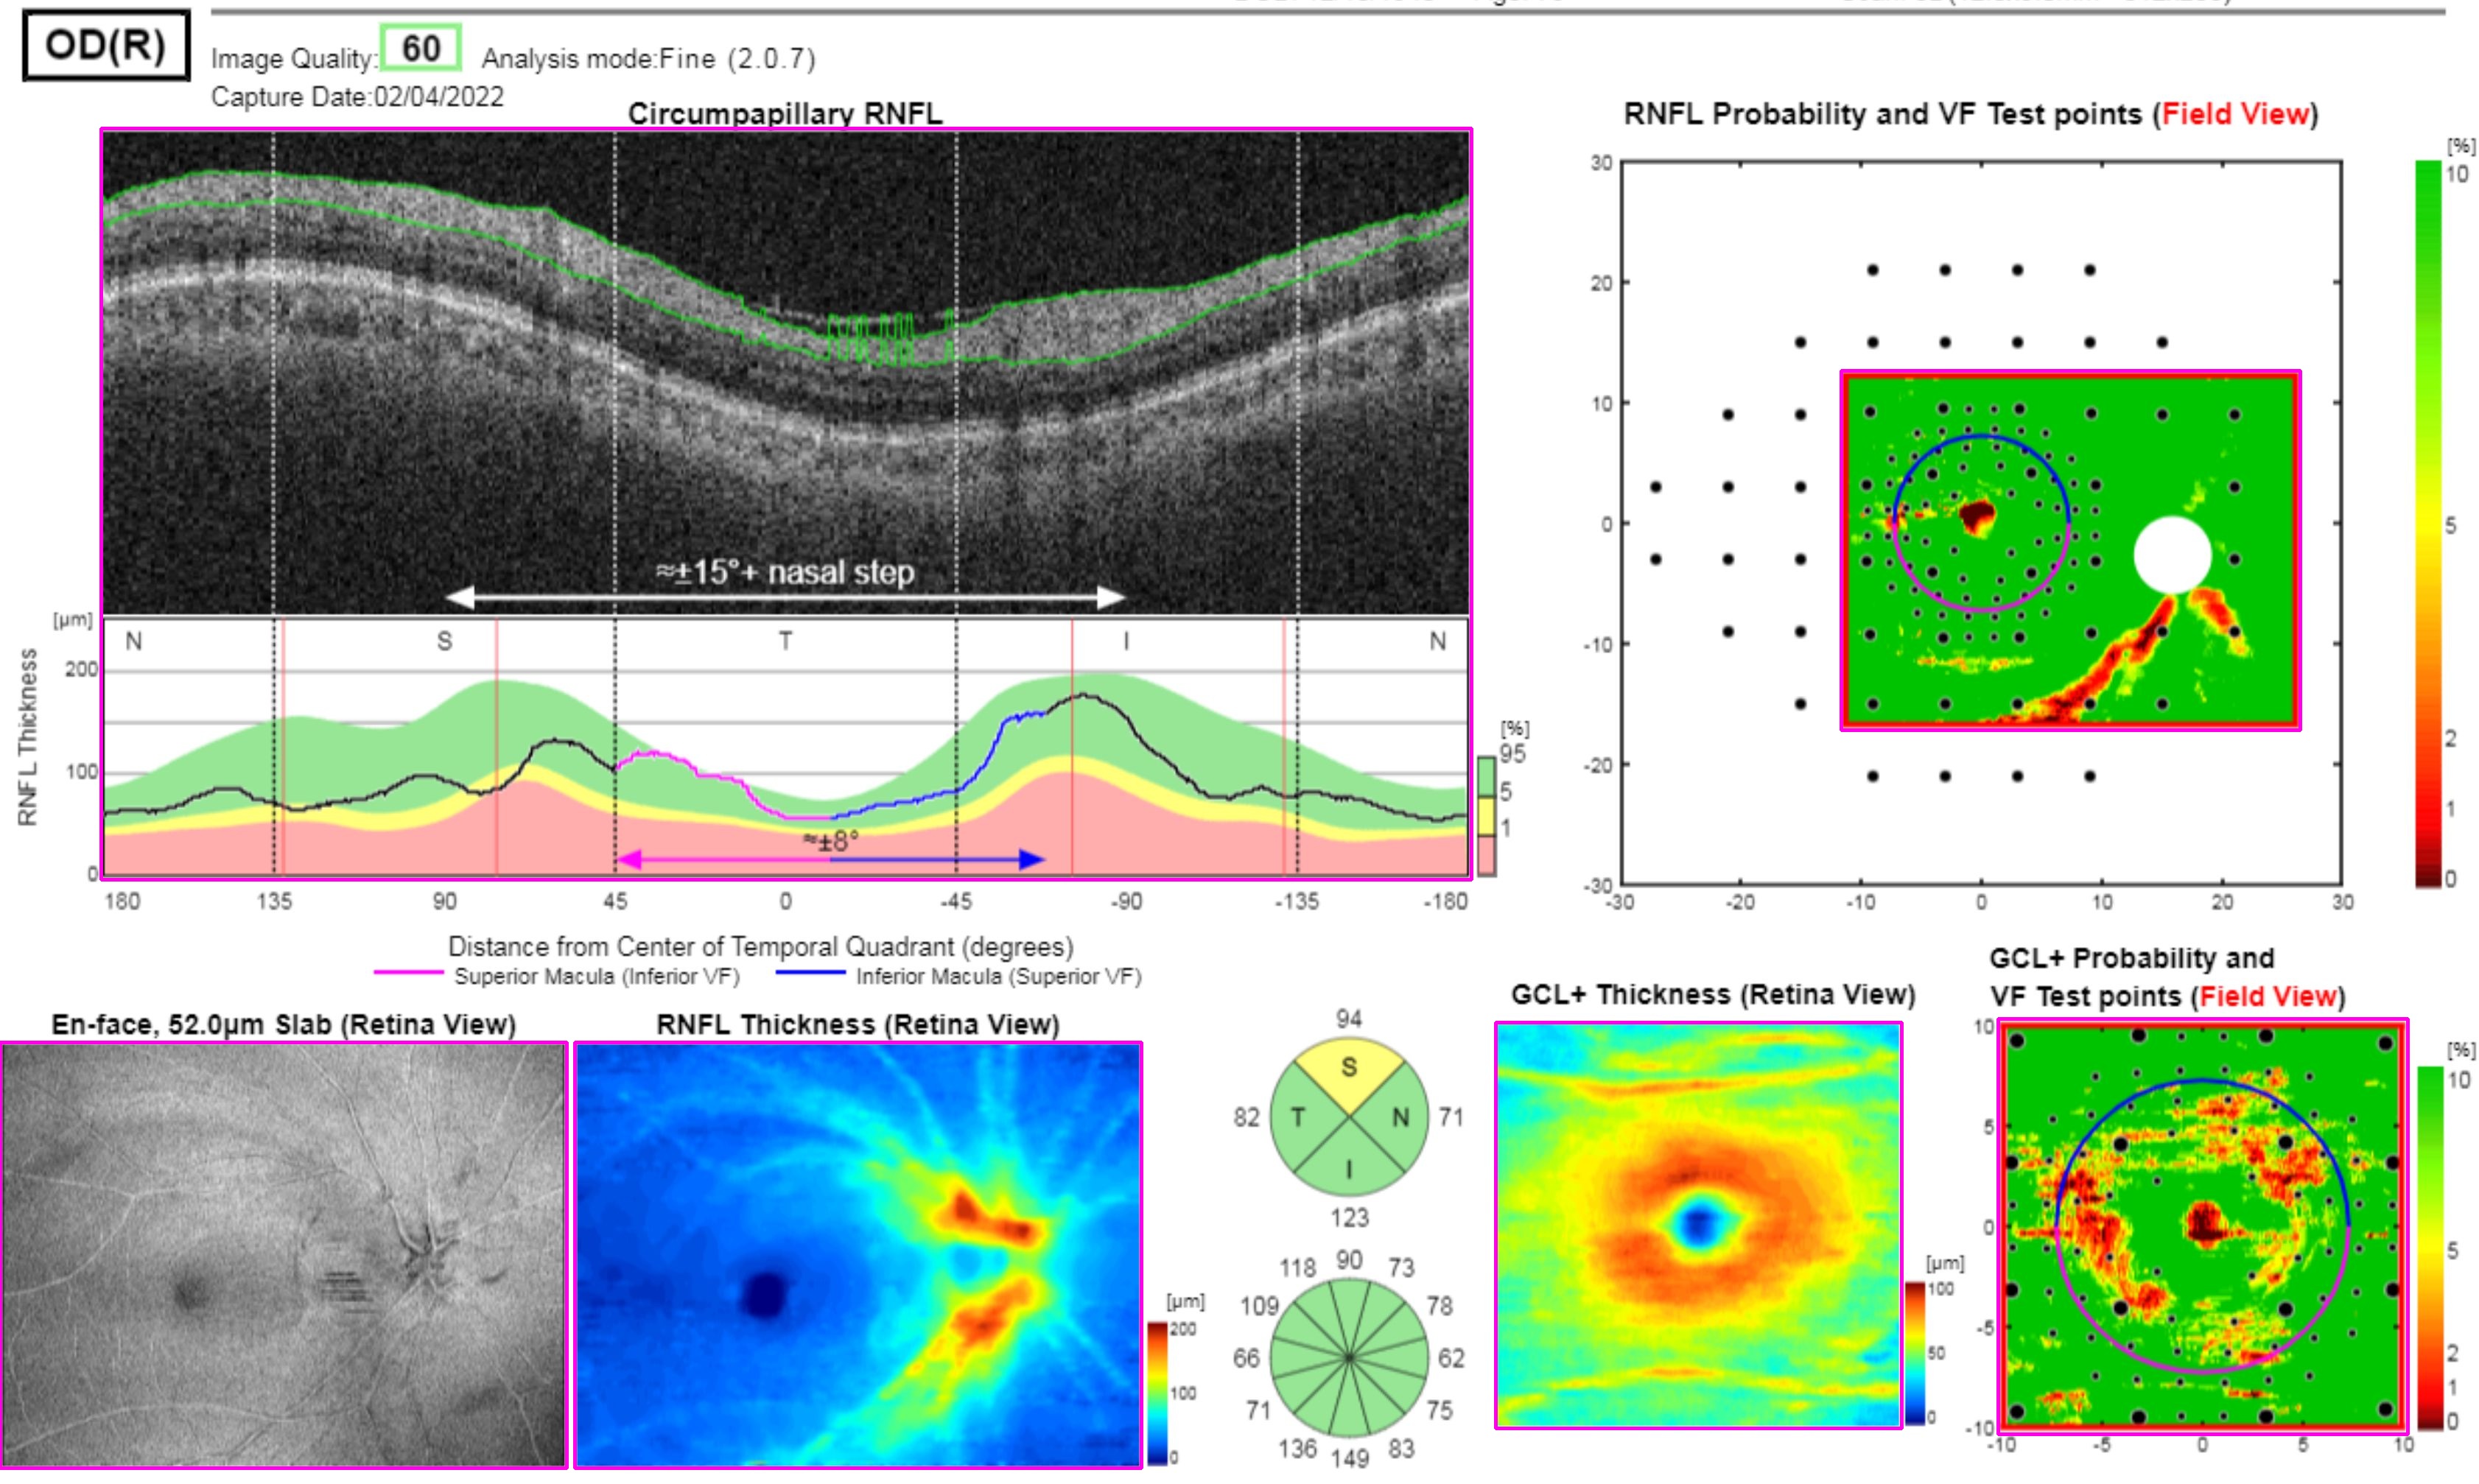 OD(R)
Image Quality: 60 Analysis mode:Fine (2.0.7)
Capture Date:02/04/2022
Circumpapillary RNFL
≈±15°+ nasal step
[µm]
N S T I N
200
100
0
RNFL Thickness
≈±8°
[%]
95
5
1
180 135 90 45 0 -45 -90 -135 -180
Distance from Center of Temporal Quadrant (degrees)
Superior Macula (Inferior VF) Inferior Macula (Superior VF)
RNFL Probability and VF Test points (Field View)
30
20
10
0
-10
-20
-30
-30 -20 -10 0 10 20 30
[%]
10
5
2
1
0
En-face, 52.0µm Slab (Retina View)
RNFL Thickness (Retina View)
[µm]
200
100
0
94
S
82 T N 71
I
123
118 90 73
109 78
66 62
71 75
136 149 83
GCL+ Thickness (Retina View)
[µm]
100
50
0
GCL+ Probability and
VF Test points (Field View)
10
5
0
-5
-10
-10 -5 0 5 10
[%]
10
5
2
1
0